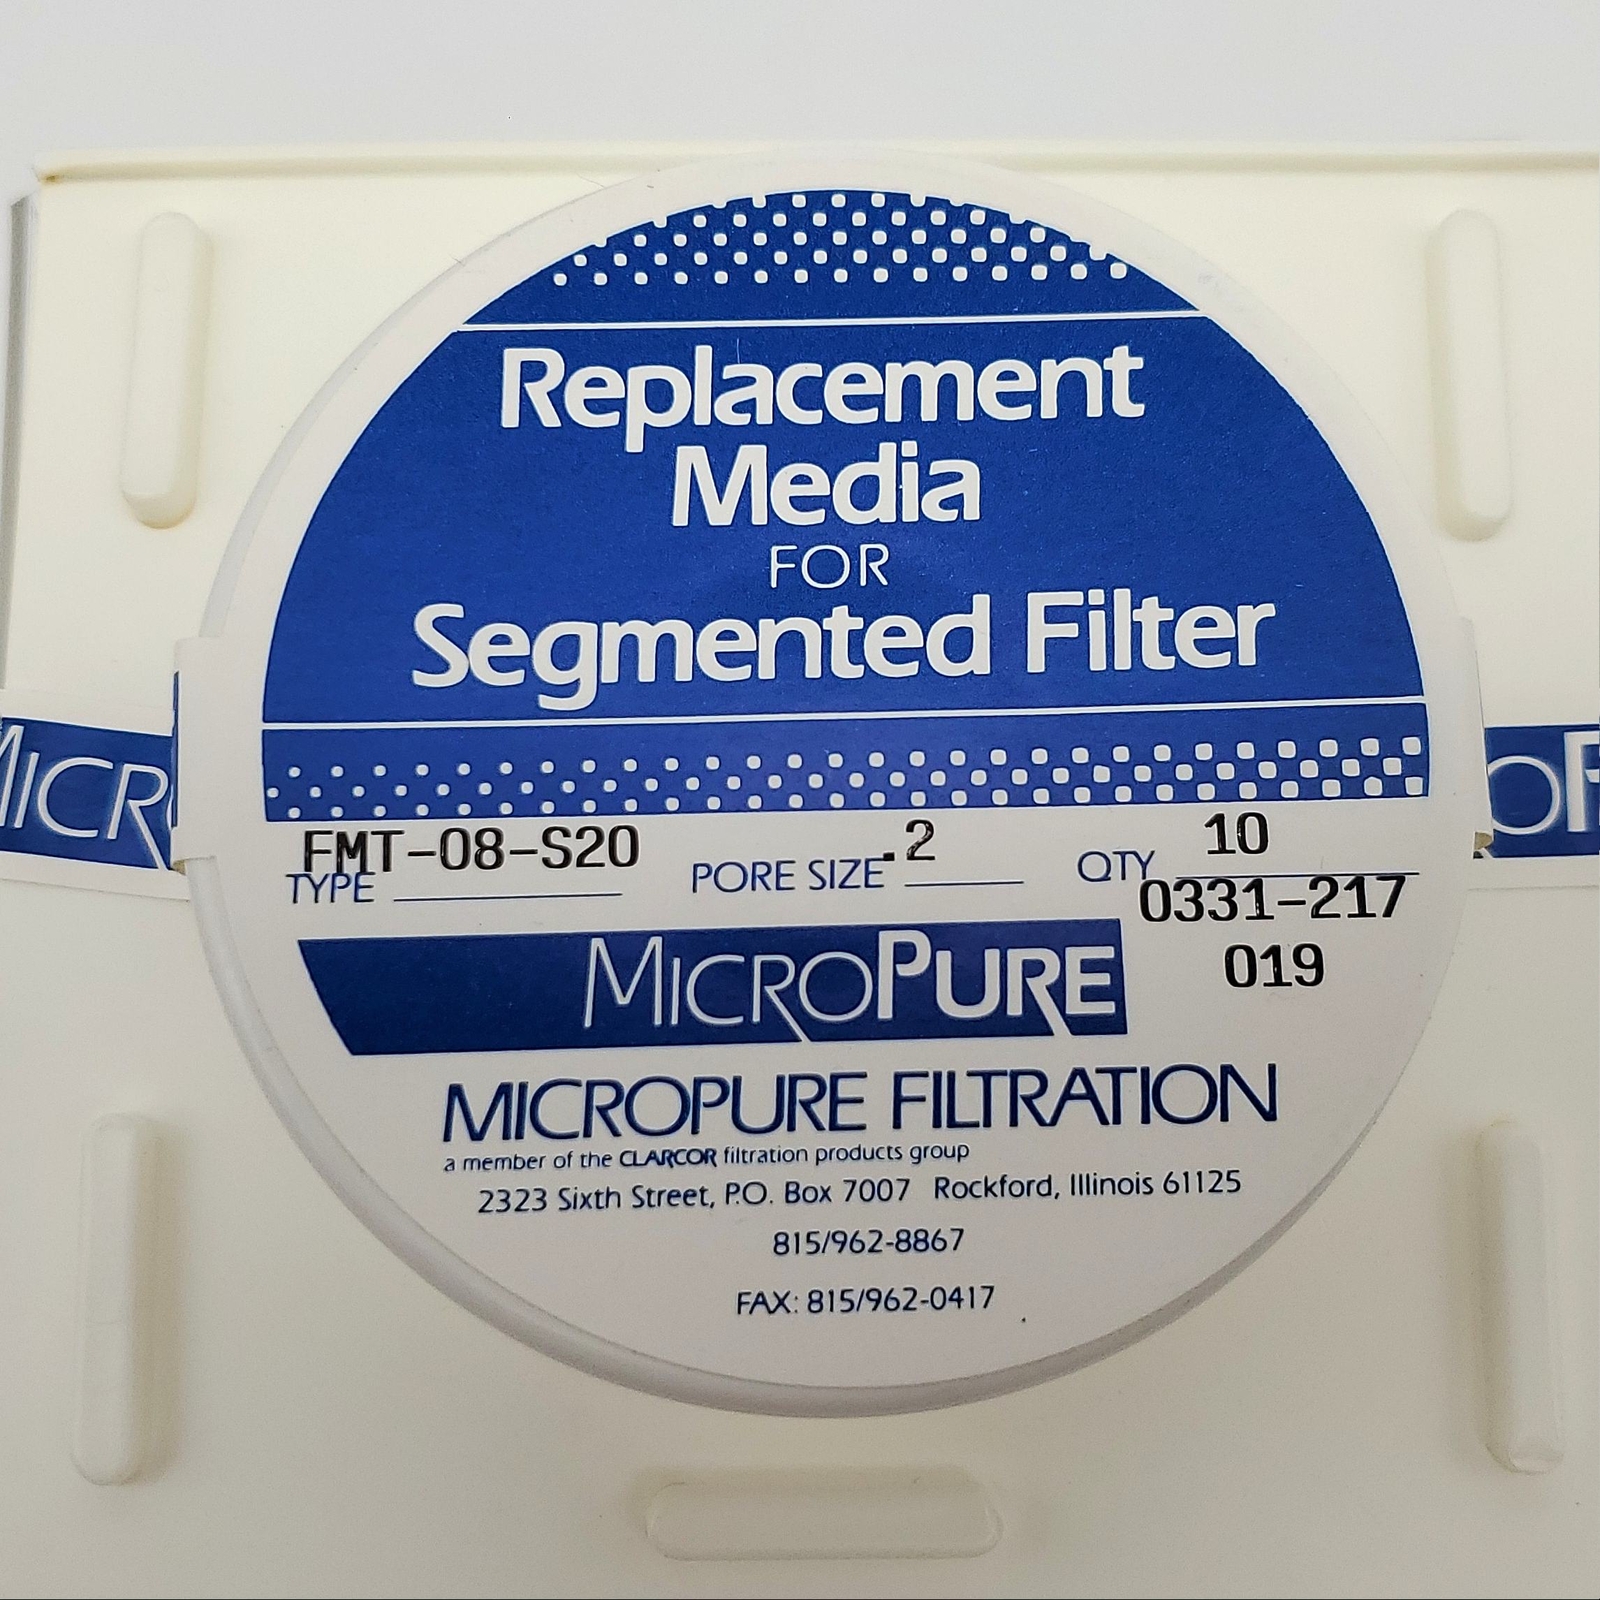 Replacement
Media
FOR
Segmented Filter
FMT-08-S20 .2 10
TYPE PORE SIZE QTY
0331-217
019
MICROPURE
MICROPURE FILTRATION
a member of the CLARCOR filtration products group
2323 Sixth Street, P.O. Box 7007 Rockford, Illinois 61125
815/962-8867
FAX: 815/962-0417
MICR
OP